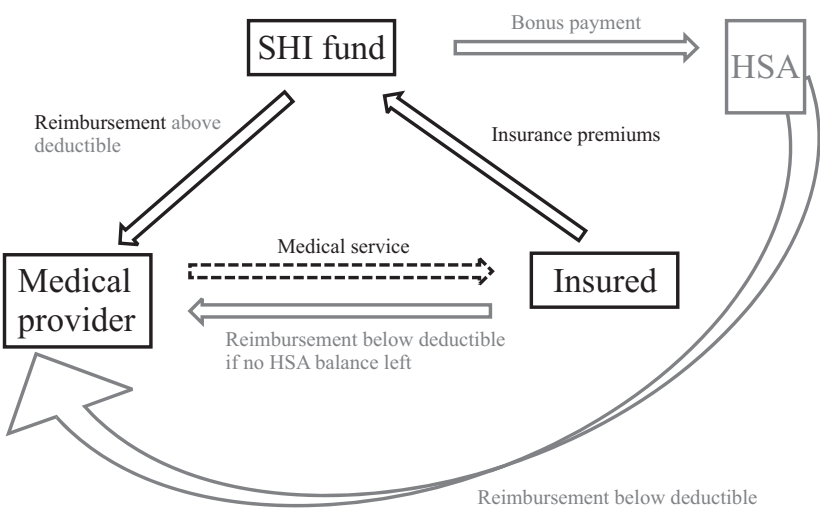 Bonus payment
SHI fund
HSA
Reimbursement above
deductible
Insurance premiums
Medical service
Medical
provider
Insured
Reimbursement below deductible
if no HSA balance left
Reimbursement below deductible